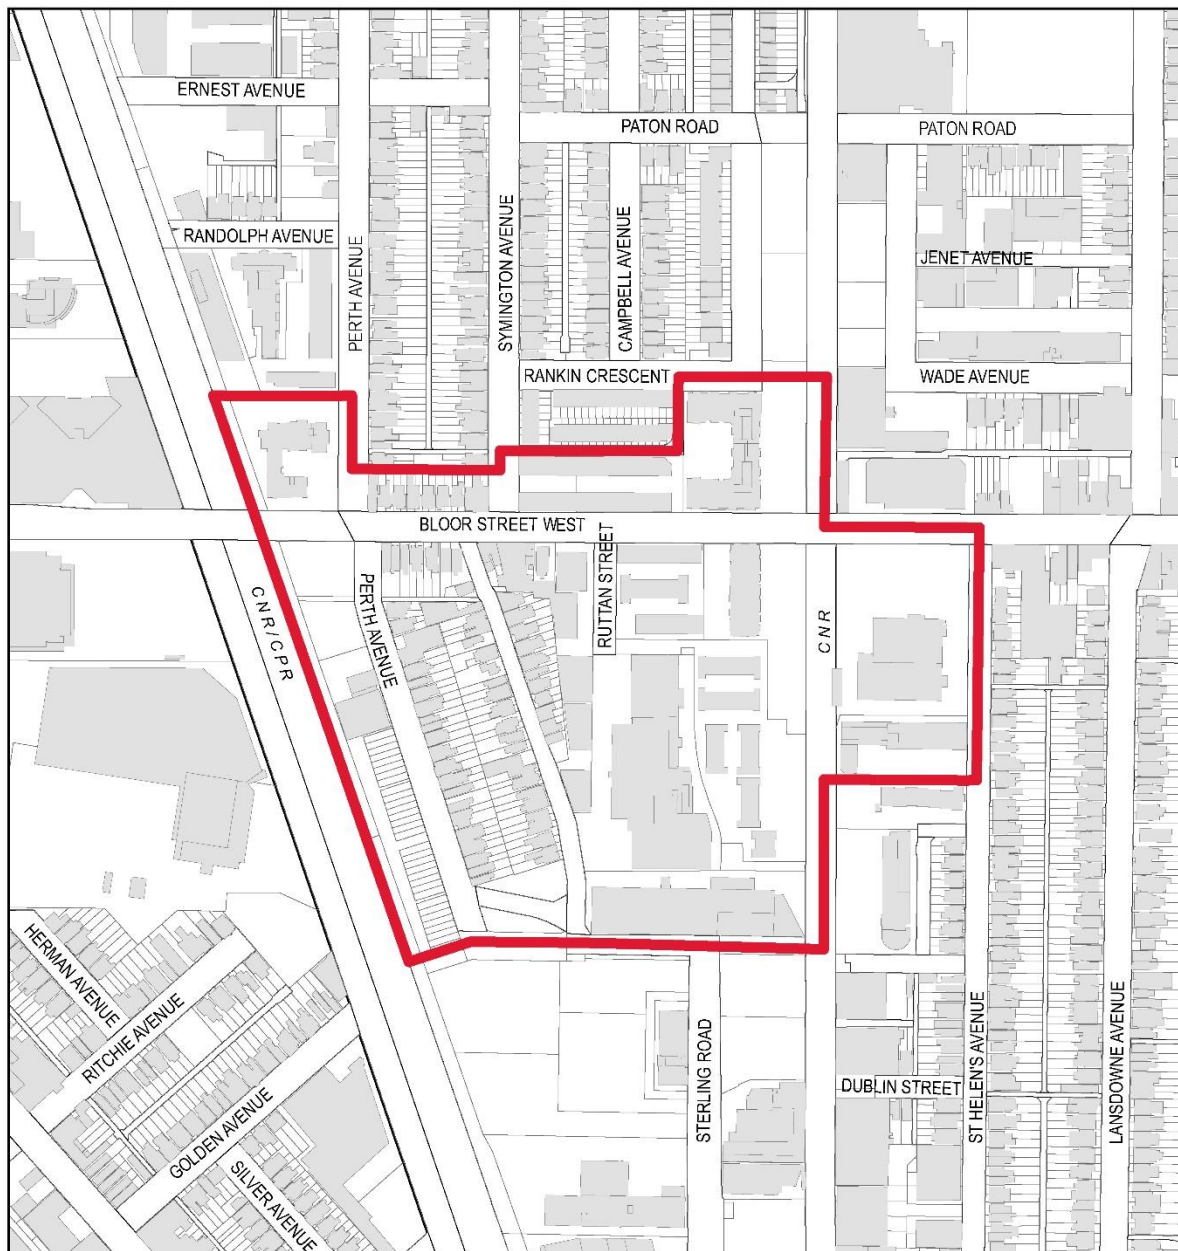 ERNEST AVENUE
PATON ROAD
PATON ROAD
RANDOLPH AVENUE
PERTH AVENUE
SYMINGTON AVENUE
CAMPBELL AVENUE
JENET AVENUE
RANKIN CRESCENT
WADE AVENUE
BLOOR STREET WEST
RUTTAN STREET
CNR/CPR
PERTH AVENUE
CNR
HERMAN AVENUE
RITCHIE AVENUE
GOLDEN AVENUE
SILVER AVENUE
STERLING ROAD
DUBLIN STREET
ST HELEN'S AVENUE
LANSDOWNE AVENUE